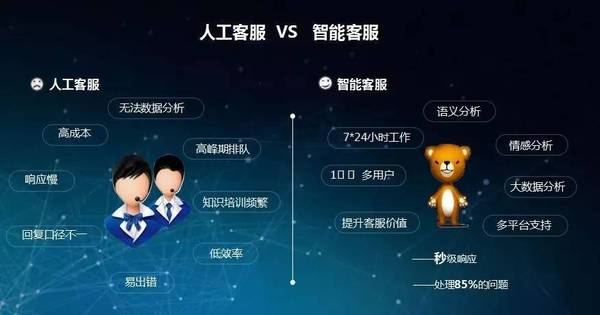 人工客服 VS 智能客服
人工客服
无法数据分析
高成本
高峰期排队
响应慢
知识培训频繁
回复口径不一
低效率
易出错
智能客服
语义分析
7*24小时工作
情感分析
多用户
大数据分析
提升客服价值
多平台支持
——秒级响应
——处理85%的问题